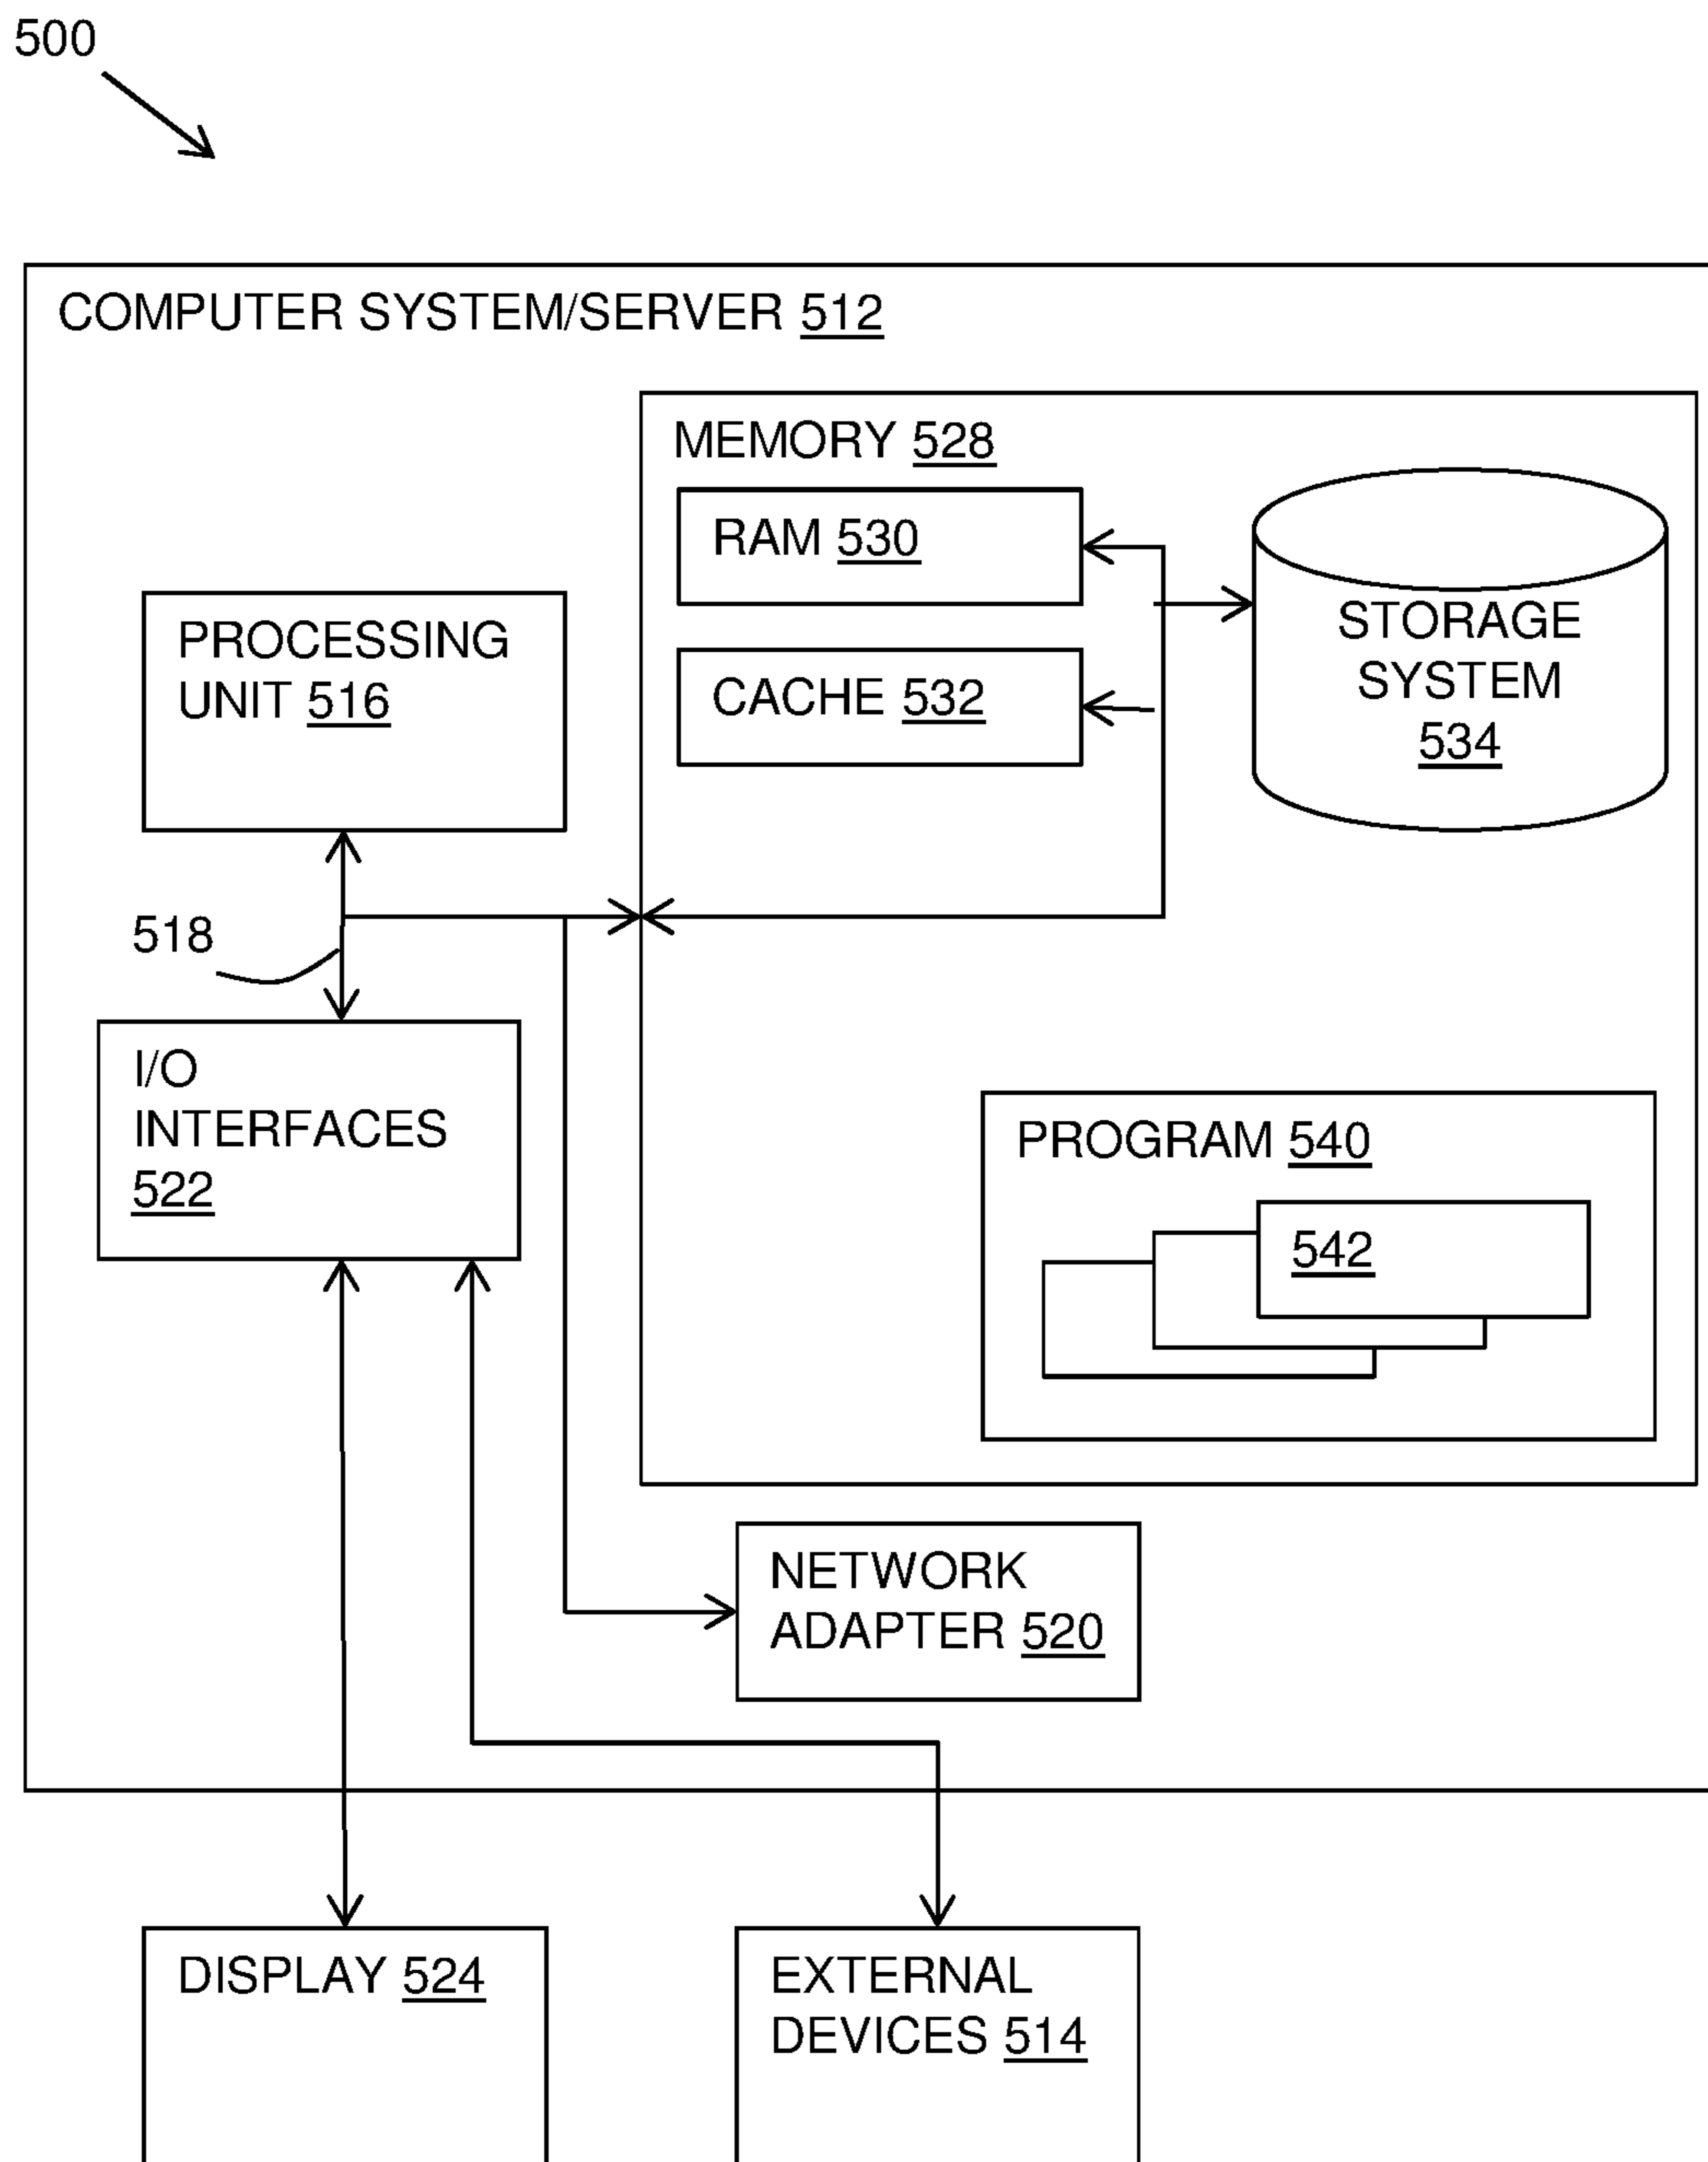 500
COMPUTER SYSTEM/SERVER 512
MEMORY 528
RAM 530
CACHE 532
STORAGE
SYSTEM
534
PROCESSING
UNIT 516
518
I/O
INTERFACES
522
PROGRAM 540
542
NETWORK
ADAPTER 520
DISPLAY 524
EXTERNAL
DEVICES 514